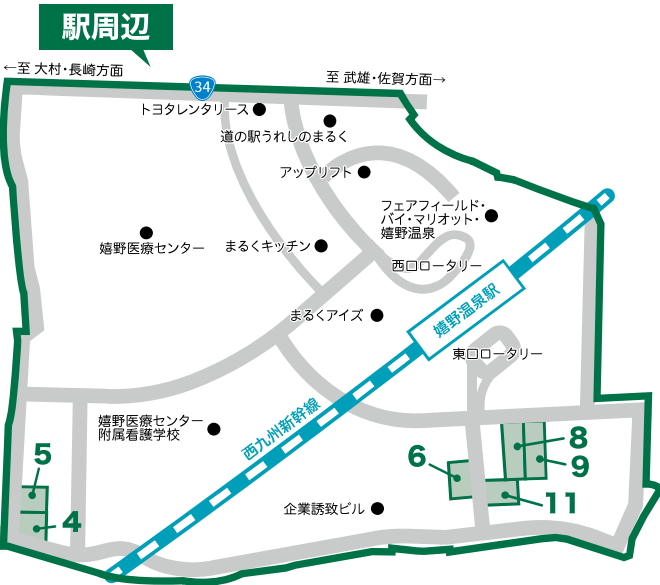 駅周辺
←至 大村・長崎方面
至 武雄・佐賀方面→
34
トヨタレンタリース
道の駅うれしのまるく
アップリフト
フェアフィールド・
バイ・マリオット・
嬉野温泉
嬉野医療センター
まるくキッチン
西口ロータリー
嬉野温泉駅
まるくアイズ
東口ロータリー
西九州新幹線
嬉野医療センター
附属看護学校
5
4
6
8
9
11
企業誘致ビル